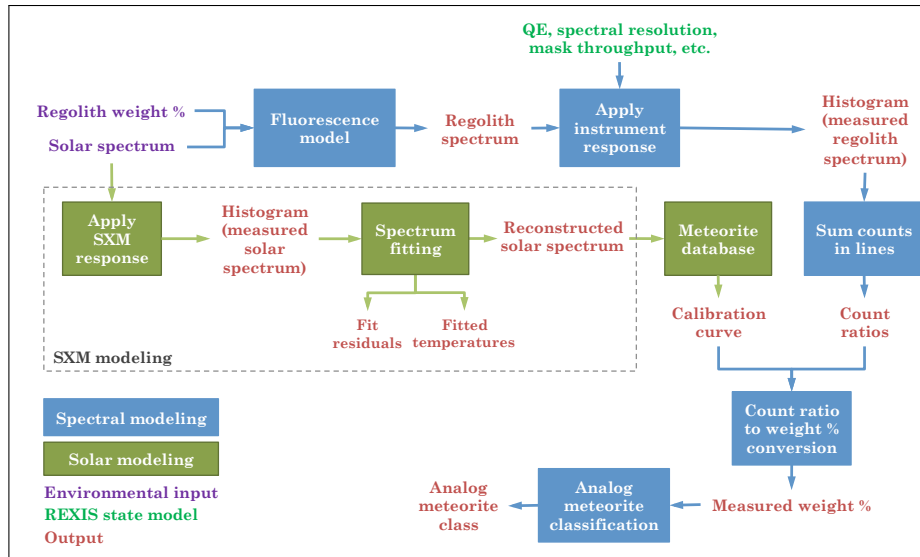 QE, spectral resolution,
mask throughput, etc.
Regolith weight %
Solar spectrum
Fluorescence
model
Regolith
spectrum
Apply
instrument
response
Histogram
(measured
regolith
spectrum)
Apply
SXM
response
Histogram
(measured
solar
spectrum)
Spectrum
fitting
Reconstructed
solar spectrum
Meteorite
database
Sum counts
in lines
Fit
residuals
Fitted
temperatures
Calibration
curve
Count
ratios
SXM modeling
Count ratio
to weight %
conversion
Spectral modeling
Solar modeling
Environmental input
REXIS state model
Output
Analog
meteorite
class
Analog
meteorite
classification
Measured weight %